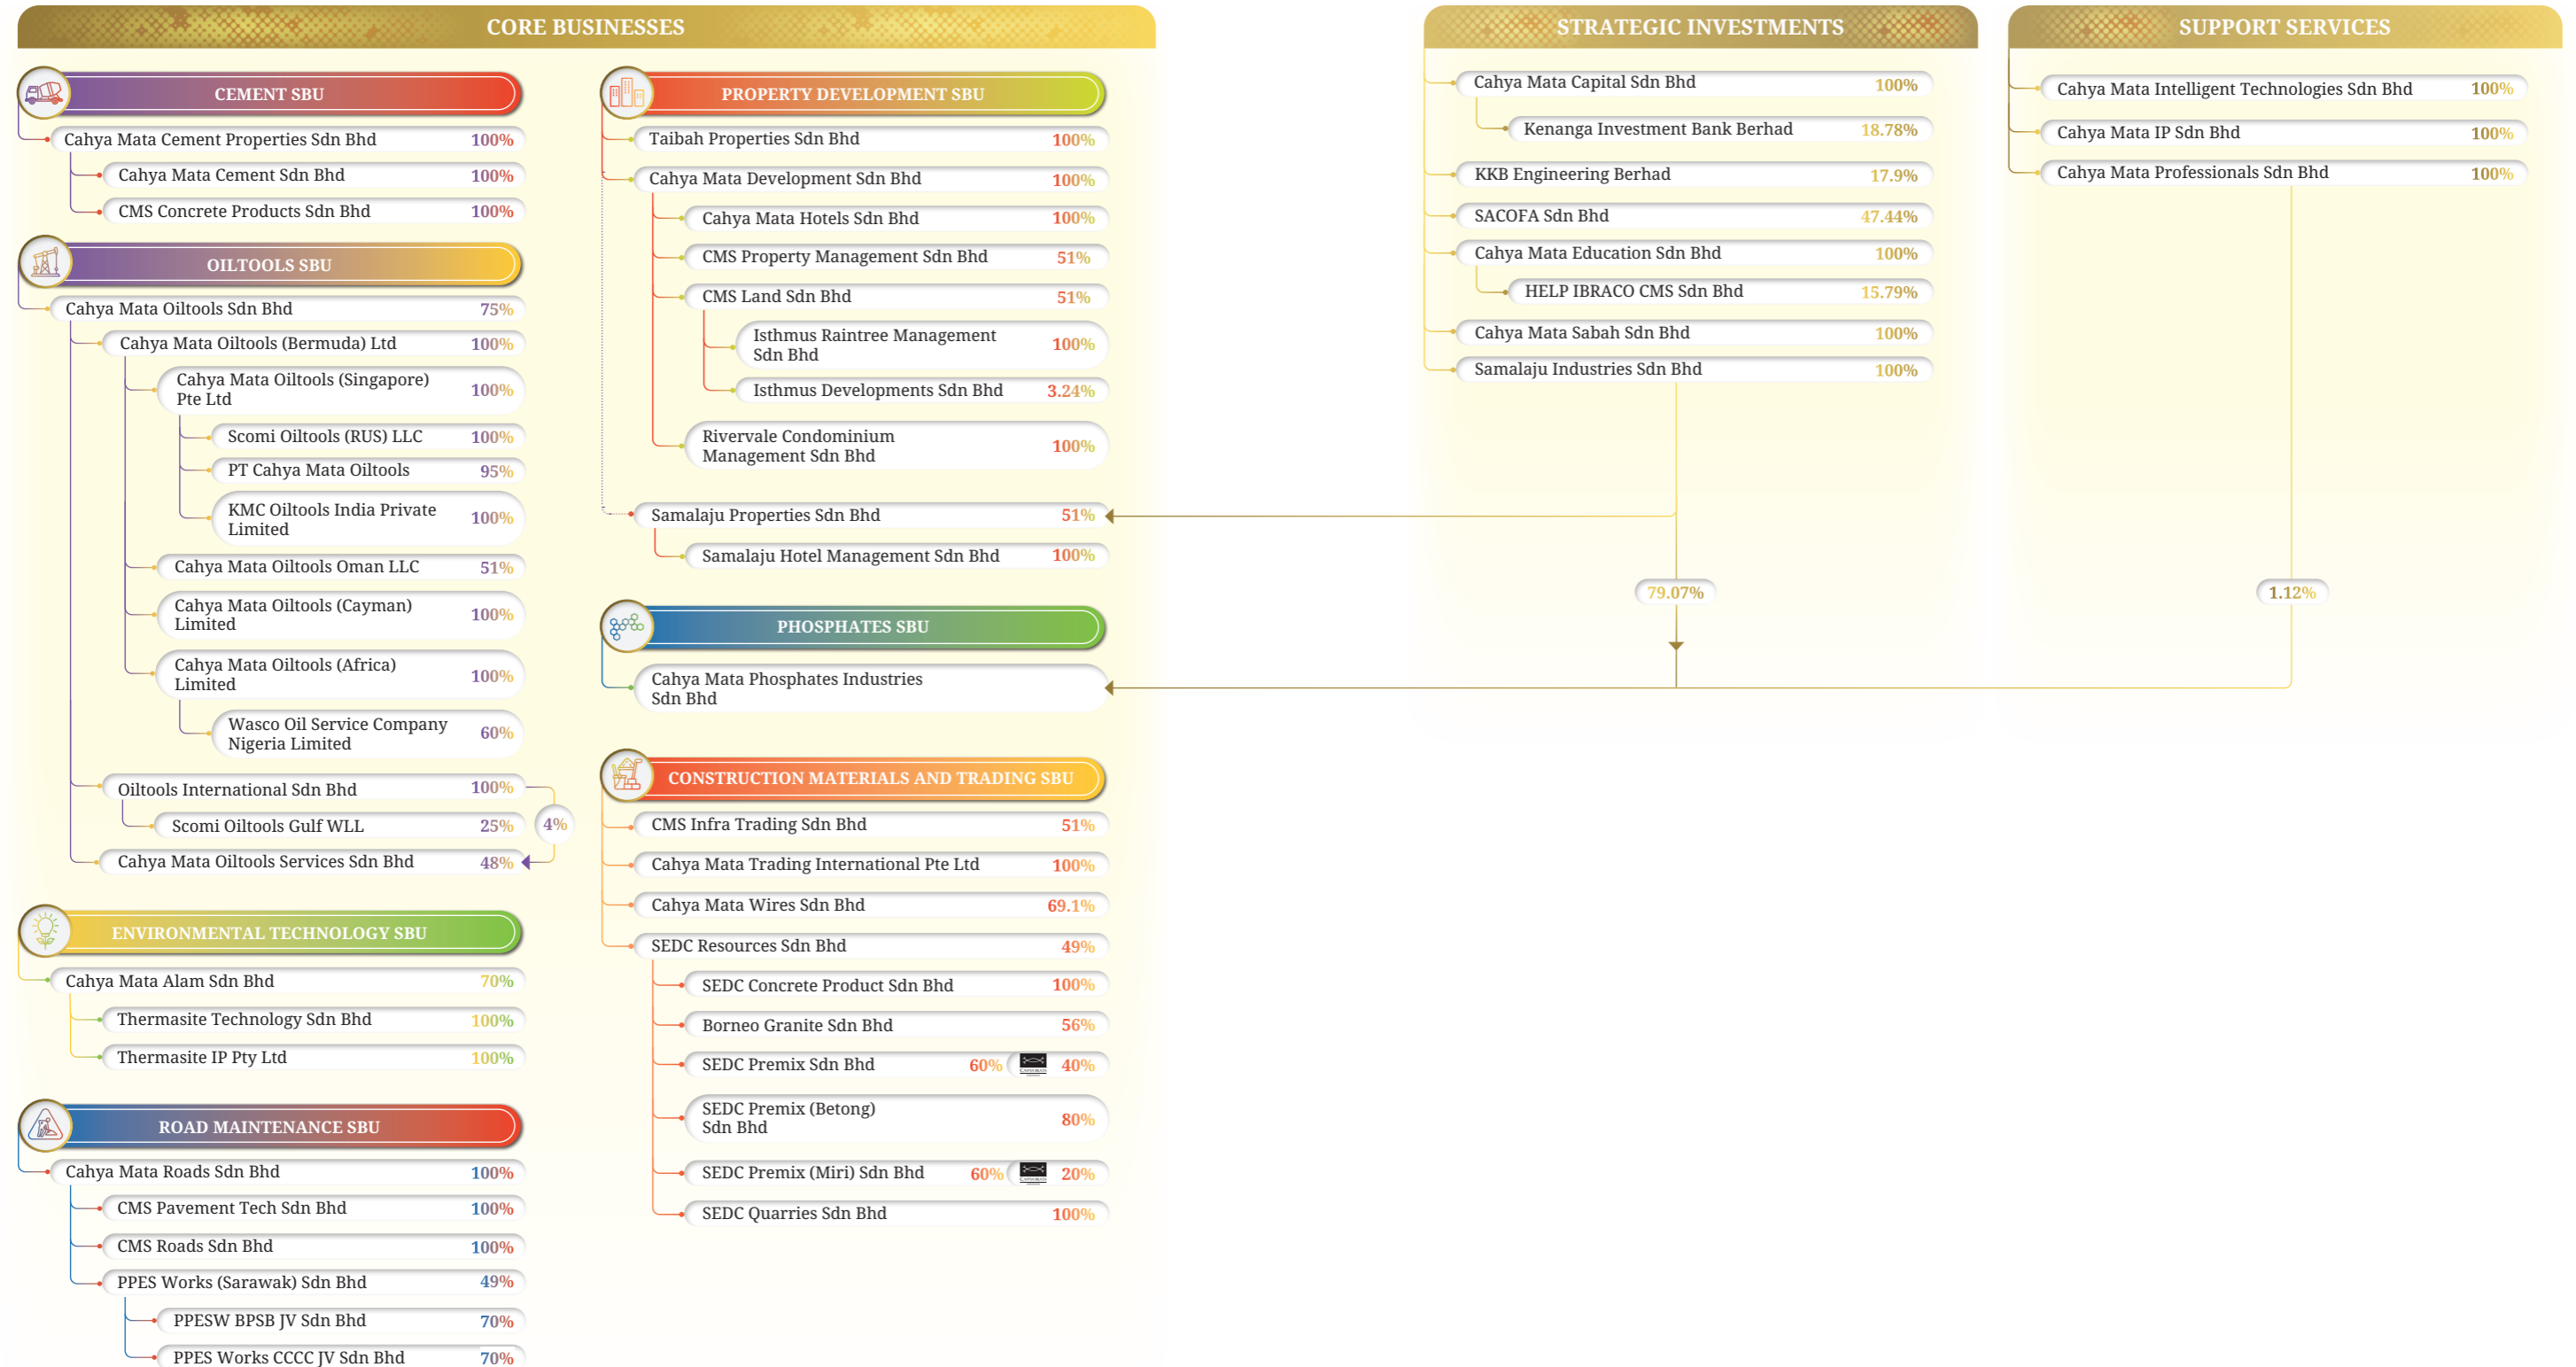 CORE BUSINESSES
CEMENT SBU
Cahya Mata Cement Properties Sdn Bhd 100%
Cahya Mata Cement Sdn Bhd 100%
CMS Concrete Products Sdn Bhd 100%
OILTOOLS SBU
Cahya Mata Oiltools Sdn Bhd 75%
Cahya Mata Oiltools (Bermuda) Ltd 100%
Cahya Mata Oiltools (Singapore)
Pte Ltd 100%
Scomi Oiltools (RUS) LLC 100%
PT Cahya Mata Oiltools 95%
KMC Oiltools India Private
Limited 100%
Cahya Mata Oiltools Oman LLC 51%
Cahya Mata Oiltools (Cayman)
Limited 100%
Cahya Mata Oiltools (Africa)
Limited 100%
Wasco Oil Service Company
Nigeria Limited 60%
Oiltools International Sdn Bhd 100%
Scomi Oiltools Gulf WLL 25%
4%
Cahya Mata Oiltools Services Sdn Bhd 48%
ENVIRONMENTAL TECHNOLOGY SBU
Cahya Mata Alam Sdn Bhd 70%
Thermasite Technology Sdn Bhd 100%
Thermasite IP Pty Ltd 100%
ROAD MAINTENANCE SBU
Cahya Mata Roads Sdn Bhd 100%
CMS Pavement Tech Sdn Bhd 100%
CMS Roads Sdn Bhd 100%
PPES Works (Sarawak) Sdn Bhd 49%
PPESW BPSB JV Sdn Bhd 70%
PPES Works CCCC JV Sdn Bhd 70%
PROPERTY DEVELOPMENT SBU
Taibah Properties Sdn Bhd 100%
Cahya Mata Development Sdn Bhd 100%
Cahya Mata Hotels Sdn Bhd 100%
CMS Property Management Sdn Bhd 51%
CMS Land Sdn Bhd 51%
Isthmus Raintree Management
Sdn Bhd 100%
Isthmus Developments Sdn Bhd 3.24%
Rivervale Condominium
Management Sdn Bhd 100%
Samalaju Properties Sdn Bhd 51%
Samalaju Hotel Management Sdn Bhd 100%
PHOSPHATES SBU
Cahya Mata Phosphates Industries
Sdn Bhd
CONSTRUCTION MATERIALS AND TRADING SBU
CMS Infra Trading Sdn Bhd 51%
Cahya Mata Trading International Pte Ltd 100%
Cahya Mata Wires Sdn Bhd 69.1%
SEDC Resources Sdn Bhd 49%
SEDC Concrete Product Sdn Bhd 100%
Borneo Granite Sdn Bhd 56%
SEDC Premix Sdn Bhd 60% 40%
SEDC Premix (Betong)
Sdn Bhd 80%
SEDC Premix (Miri) Sdn Bhd 60% 20%
SEDC Quarries Sdn Bhd 100%
STRATEGIC INVESTMENTS
Cahya Mata Capital Sdn Bhd 100%
Kenanga Investment Bank Berhad 18.78%
KKB Engineering Berhad 17.9%
SACOFA Sdn Bhd 47.44%
Cahya Mata Education Sdn Bhd 100%
HELP IBRACO CMS Sdn Bhd 15.79%
Cahya Mata Sabah Sdn Bhd 100%
Samalaju Industries Sdn Bhd 100%
79.07%
SUPPORT SERVICES
Cahya Mata Intelligent Technologies Sdn Bhd 100%
Cahya Mata IP Sdn Bhd 100%
Cahya Mata Professionals Sdn Bhd 100%
1.12%